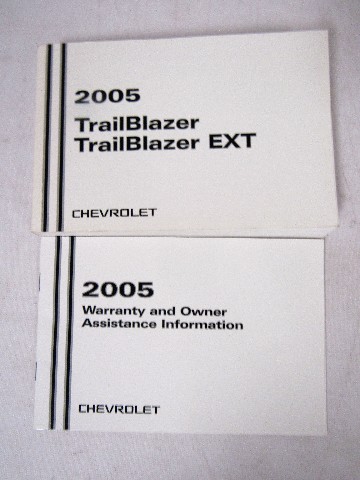 2005
TrailBlazer
TrailBlazer EXT
CHEVROLET
2005
Warranty and Owner
Assistance Information
CHEVROLET